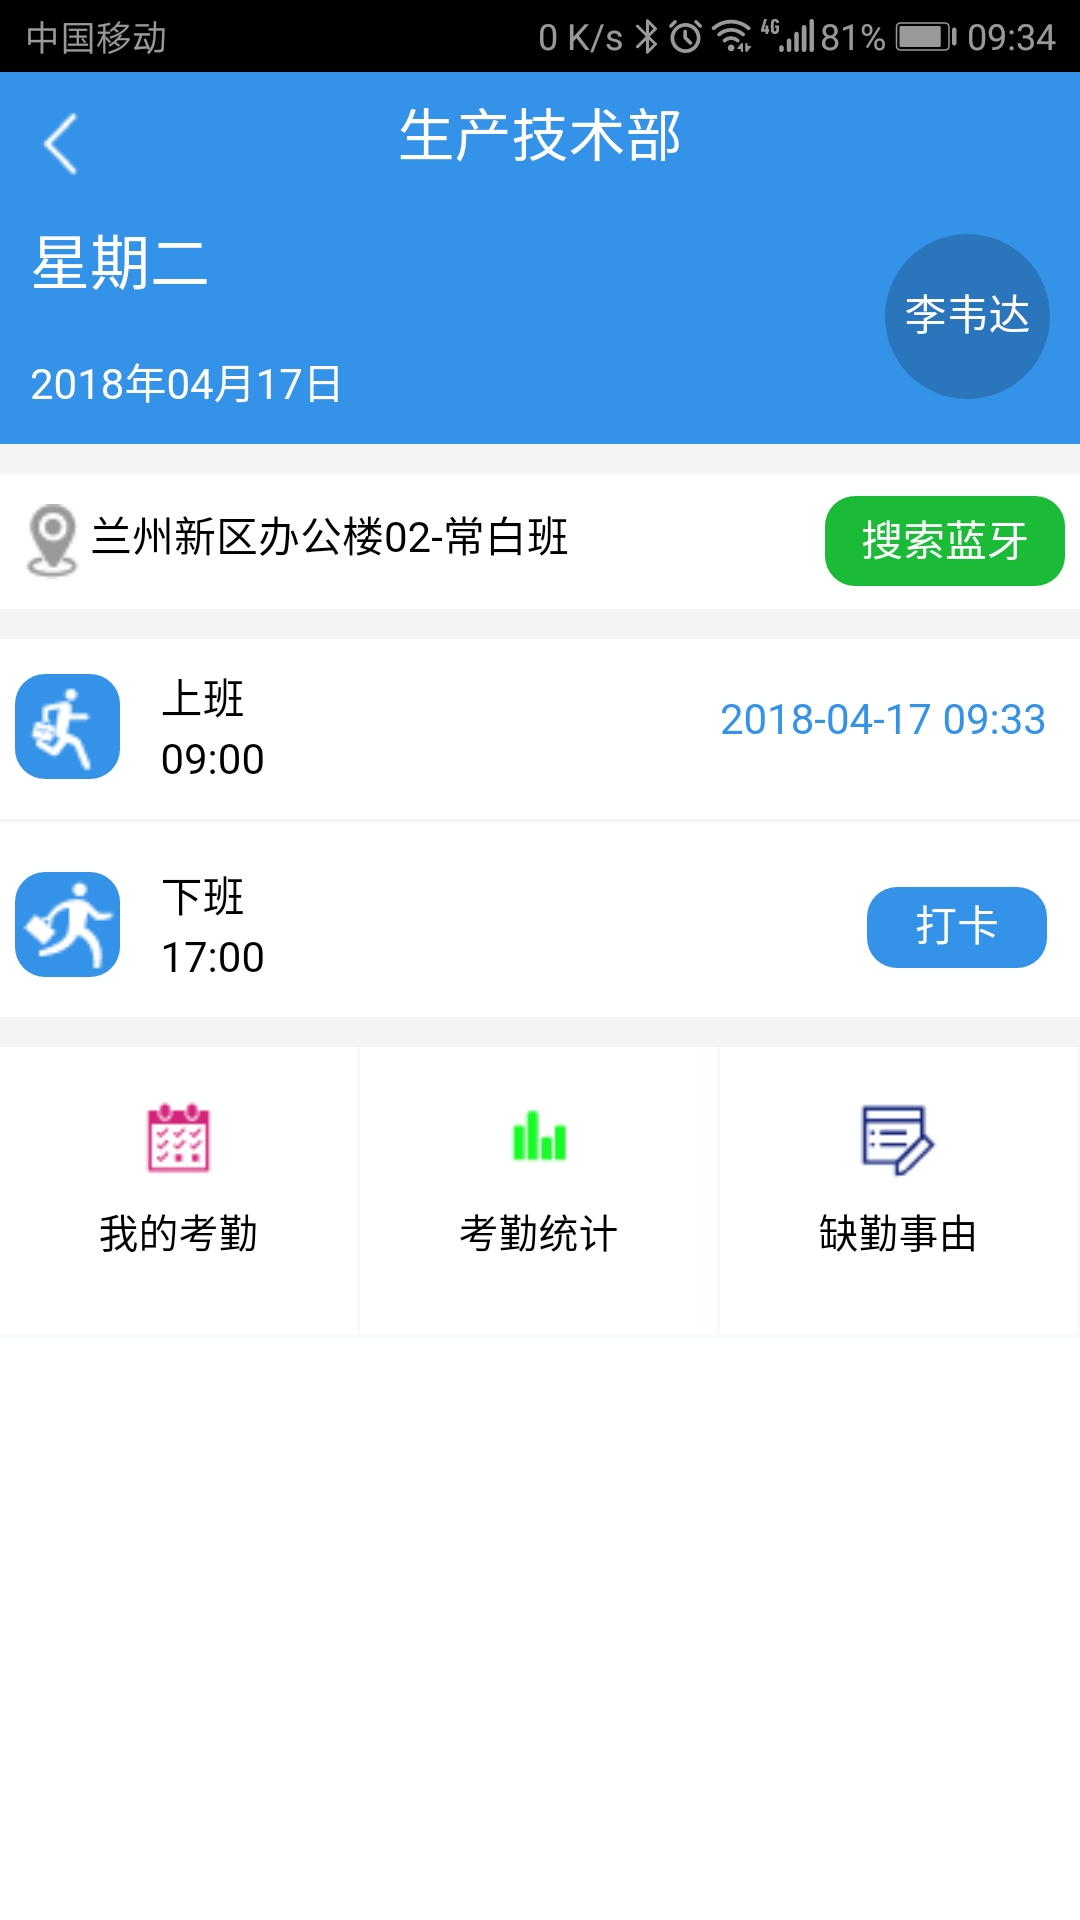 中国移动
0 K/s 4G 81% 09:34
生产技术部
星期二
李韦达
2018年04月17日
兰州新区办公楼02-常白班
搜索蓝牙
上班
2018-04-17 09:33
09:00
下班
打卡
17:00
我的考勤 考勤统计 缺勤事由